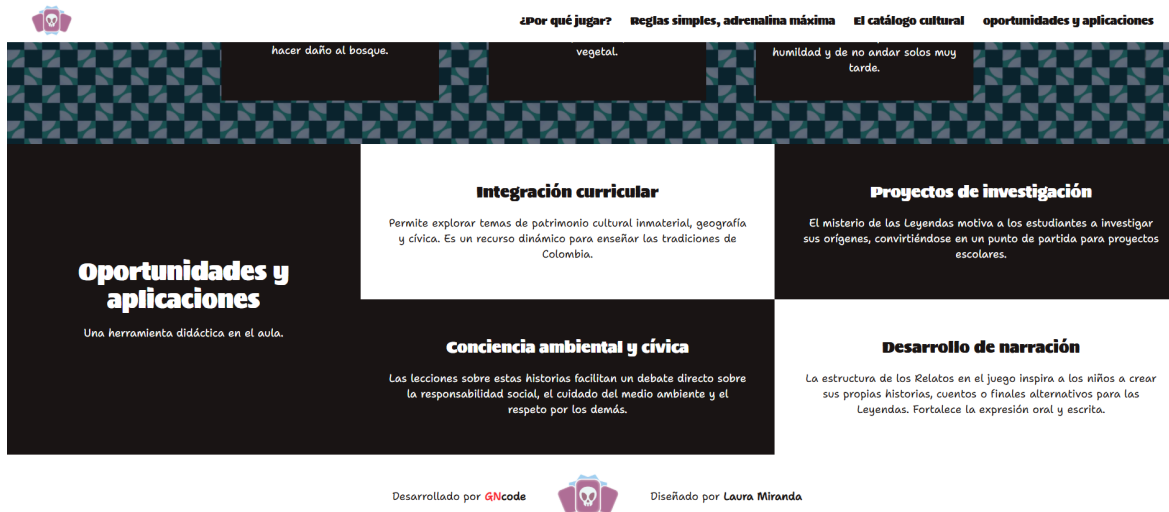 ¿Por qué jugar?
Reglas simples, adrenalina máxima
El catálogo cultural
oportunidades y aplicaciones
hacer daño al bosque.
vegetal.
humildad y de no andar solos muy
tarde.
Oportunidades y
aplicaciones
Una herramienta didáctica en el aula.
Integración curricular
Permite explorar temas de patrimonio cultural inmaterial, geografía
y cívica. Es un recurso dinámico para enseñar las tradiciones de
Colombia.
Proyectos de investigación
El misterio de las Leyendas motiva a los estudiantes a investigar
sus orígenes, convirtiéndose en un punto de partida para proyectos
escolares.
Conciencia ambiental y cívica
Las lecciones sobre estas historias facilitan un debate directo sobre
la responsabilidad social, el cuidado del medio ambiente y el
respeto por los demás.
Desarrollo de narración
La estructura de los Relatos en el juego inspira a los niños a crear
sus propias historias, cuentos o finales alternativos para las
Leyendas. Fortalece la expresión oral y escrita.
Desarrollado por GNcode
Diseñado por Laura Miranda